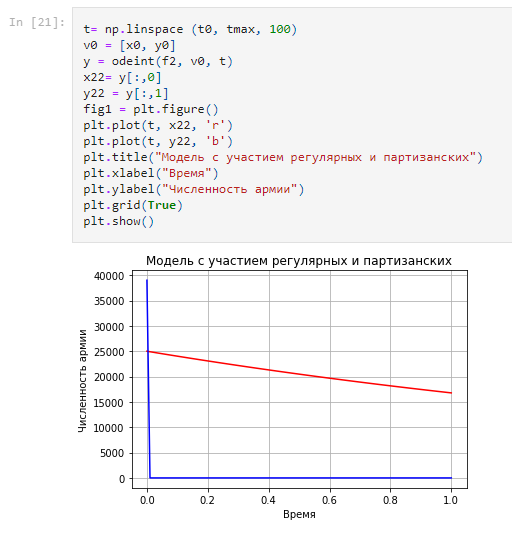 In [21]:
t= np.linspace (t0, tmax, 100)
v0 = [x0, y0]
y = odeint(f2, v0, t)
x22= y[:,0]
y22 = y[:,1]
fig1 = plt.figure()
plt.plot(t, x22, 'r')
plt.plot(t, y22, 'b')
plt.title("Модель с участием регулярных и партизанских")
plt.xlabel("Время")
plt.ylabel("Численность армии")
plt.grid(True)
plt.show()
Модель с участием регулярных и партизанских
Численность армии
40000
35000
30000
25000
20000
15000
10000
5000
0
0.0 0.2 0.4 0.6 0.8 1.0
Время